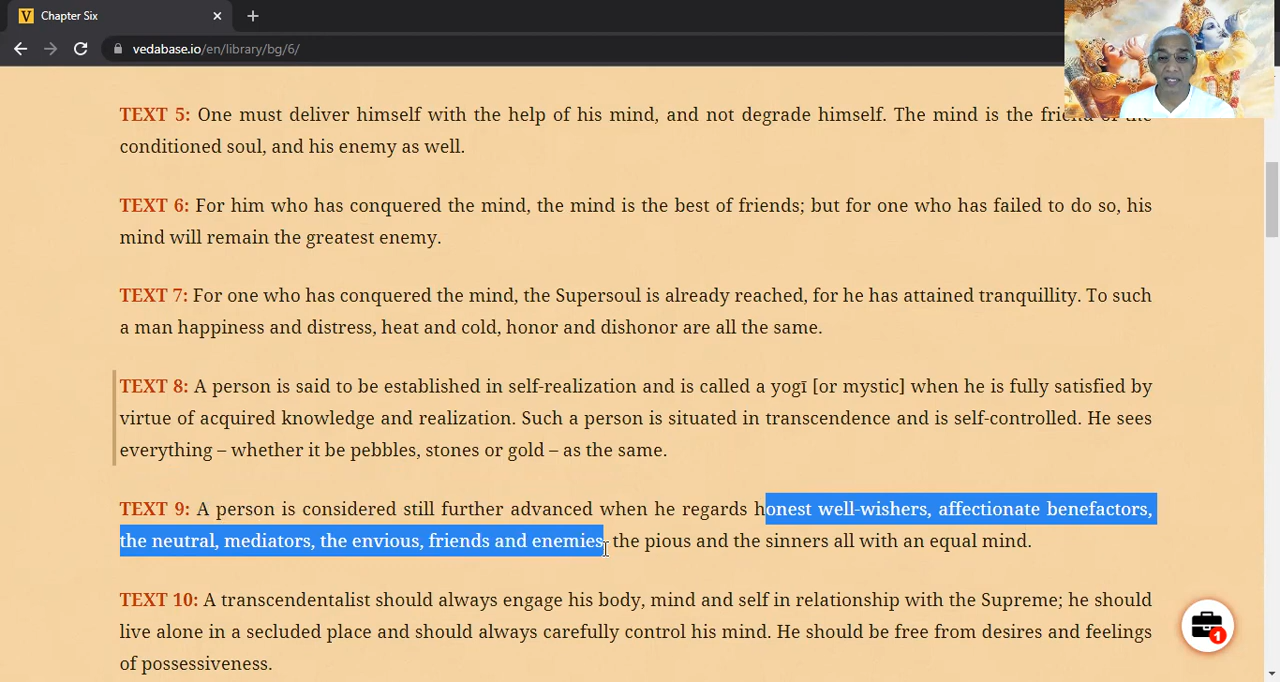 Chapter Six
vedabase.io/en/library/bg/6/
TEXT 5: One must deliver himself with the help of his mind, and not degrade himself. The mind is the friend of the
conditioned soul, and his enemy as well.
TEXT 6: For him who has conquered the mind, the mind is the best of friends; but for one who has failed to do so, his
mind will remain the greatest enemy.
TEXT 7: For one who has conquered the mind, the Supersoul is already reached, for he has attained tranquillity. To such
a man happiness and distress, heat and cold, honor and dishonor are all the same.
TEXT 8: A person is said to be established in self-realization and is called a yogī [or mystic] when he is fully satisfied by
virtue of acquired knowledge and realization. Such a person is situated in transcendence and is self-controlled. He sees
everything – whether it be pebbles, stones or gold – as the same.
TEXT 9: A person is considered still further advanced when he regards honest well-wishers, affectionate benefactors,
the neutral, mediators, the envious, friends and enemies, the pious and the sinners all with an equal mind.
TEXT 10: A transcendentalist should always engage his body, mind and self in relationship with the Supreme; he should
live alone in a secluded place and should always carefully control his mind. He should be free from desires and feelings
of possessiveness.
1